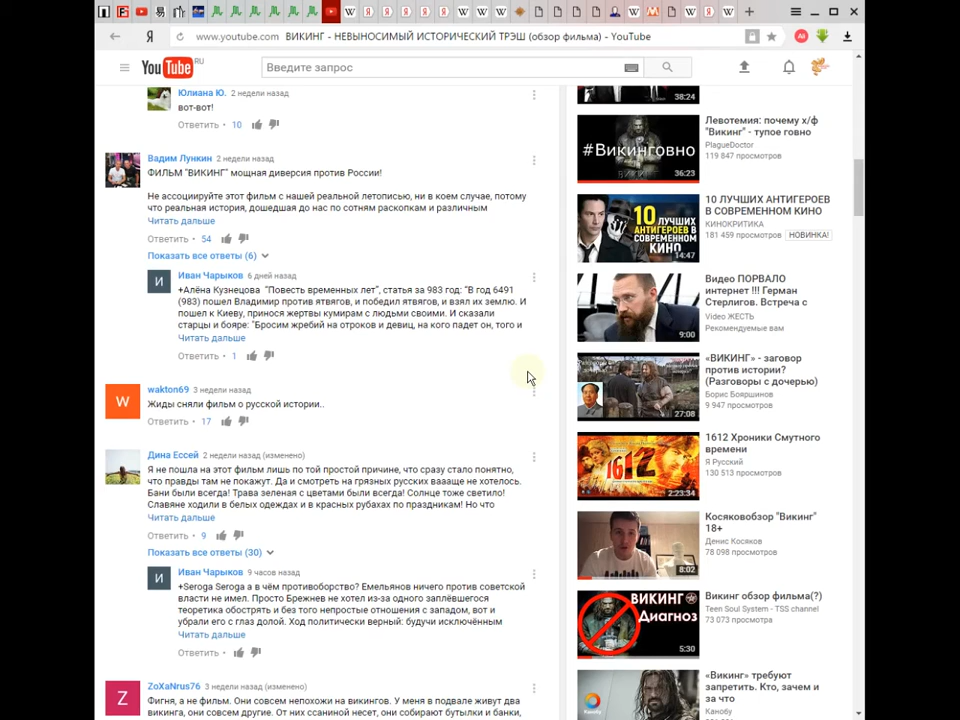 www.youtube.com ВИКИНГ - НЕВЫНОСИМЫЙ ИСТОРИЧЕСКИЙ ТРЭШ (обзор фильма) - YouTube
YouTube RU
Введите запрос
Юлиана Ю. 2 недели назад
вот-вот!
Ответить • 10
Вадим Лункин 2 недели назад
ФИЛЬМ "ВИКИНГ" мощная диверсия против России!
Не ассоциируйте этот фильм с нашей реальной летописью, ни в коем случае, потому
что реальная история, дошедшая до нас по сотням раскопкам и различным
Читать дальше
Ответить • 54
Показать все ответы (6)
И
Иван Чарыков 6 дней назад
+Алёна Кузнецова "Повесть временных лет", статья за 983 год: "В год 6491
(983) пошел Владимир против ятвягов, и победил ятвягов, и взял их землю. И
пошел к Киеву, принося жертвы кумирам с людьми своими. И сказали
старцы и бояре: "Бросим жребий на отроков и девиц, на кого падет он, того и
Читать дальше
Ответить • 1
W
wakton69 3 недели назад
Жиды сняли фильм о русской истории..
Ответить • 17
Дина Ессей 2 недели назад (изменено)
Я не пошла на этот фильм лишь по той простой причине, что сразу стало понятно,
что правды там не покажут. Да и смотреть на грязных русских вааще не хотелось.
Бани были всегда! Трава зеленая с цветами были всегда! Солнце тоже светило!
Славяне ходили в белых одеждах и в красных рубахах по праздникам! Но что
Читать дальше
Ответить • 9
Показать все ответы (30)
И
Иван Чарыков 9 часов назад
+Seroga Seroga а в чём противоборство? Емельянов ничего против советской
власти не имел. Просто Брежнев не хотел из-за одного заплёвшегося
теоретика обострять и без того непростые отношения с западом, вот и
убрали его с глаз долой. Ход политически верный: будучи исключённым
Читать дальше
Ответить •
Z
ZoXaNrus76 3 недели назад (изменено)
Фигня, а не фильм. Они совсем непохожи на викингов. У меня в подвале живут два
викинга, они совсем другие. От них ссаниной несет, они собирают бутылки и банки,
38:24
#Викинговно
36:23
Левотемия: почему х/ф
"Викинг" - тупое говно
PlagueDoctor
119 847 просмотров
10 ЛУЧШИХ
АНТИГЕРОЕВ
В СОВРЕМЕННОМ
КИНО
14:47
10 ЛУЧШИХ АНТИГЕРОЕВ
В СОВРЕМЕННОМ КИНО
КИНОКРИТИКА
181 459 просмотров НОВИНКА!
9:00
Видео ПОРВАЛО
интернет !!! Герман
Стерлигов. Встреча с
Video ЖЕСТЬ
Рекомендуемые вам
27:08
«ВИКИНГ» - заговор
против истории?
(Разговоры с дочерью)
Борис Бояршинов
9 947 просмотров
1612
2:23:34
1612 Хроники Смутного
времени
Я Русский
130 513 просмотров
8:02
Косяковобзор "Викинг"
18+
Денис Косяков
78 098 просмотров
ВИКИНГ
Диагноз
5:30
Викинг обзор фильма(?)
Teen Soul System - TSS channel
73 073 просмотра
«Викинг» требуют
запретить. Кто, зачем и
за что
Канобу